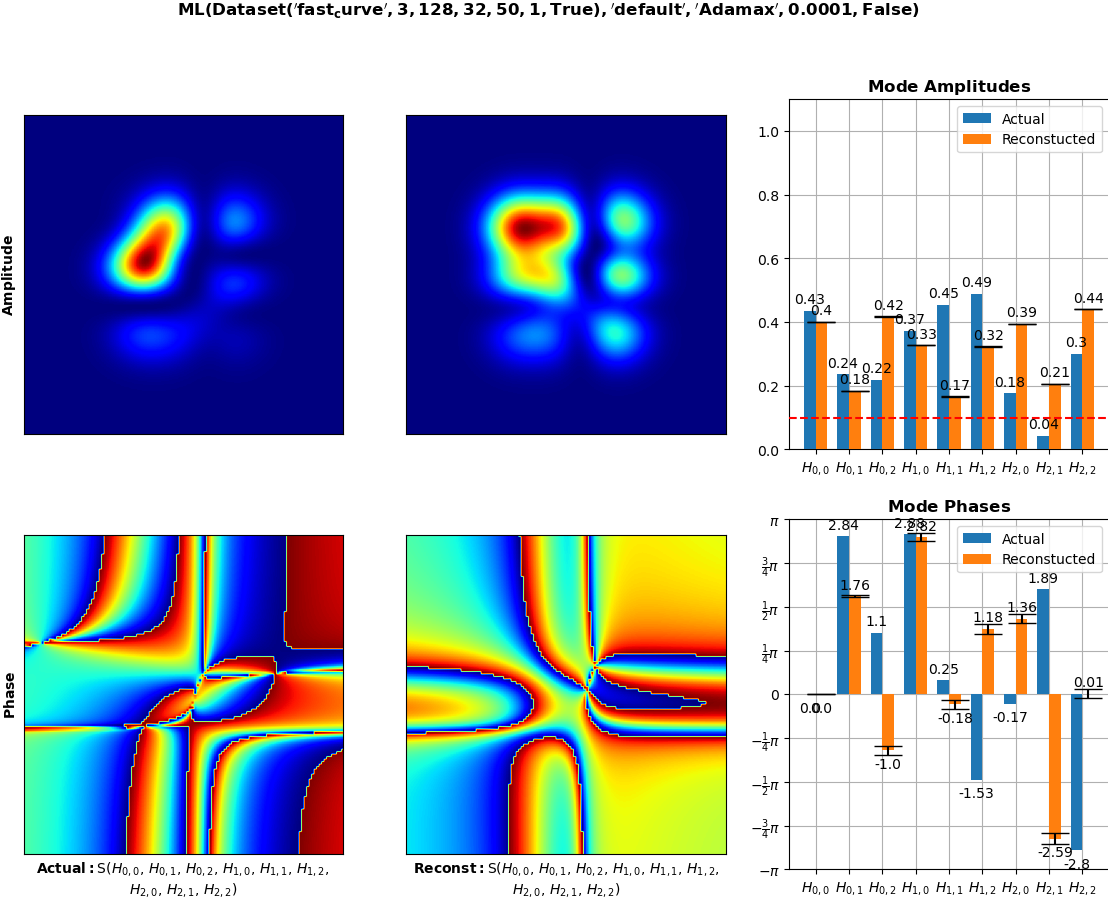 ML(Dataset('fast_curve', 3, 128, 32, 50, 1, True), 'default', 'Adamax', 0.0001, False)
Amplitude
Mode Amplitudes
Actual
Reconstucted
1.0
0.8
0.6
0.4
0.2
0.0
0.43
0.4
0.24
0.18
0.22
0.42
0.37
0.33
0.45
0.17
0.49
0.32
0.18
0.39
0.04
0.21
0.3
0.44
H0,0 H0,1 H0,2 H1,0 H1,1 H1,2 H2,0 H2,1 H2,2
Phase
Mode Phases
Actual
Reconstucted
π
3/4π
1/2π
1/4π
0
−1/4π
−1/2π
−3/4π
−π
0.0
0.0
2.84
1.76
1.1
-1.0
2.88
2.82
0.25
-0.18
-1.53
1.18
-0.17
1.36
1.89
-2.59
-2.8
0.01
H0,0 H0,1 H0,2 H1,0 H1,1 H1,2 H2,0 H2,1 H2,2
Actual: S(H0,0, H0,1, H0,2, H1,0, H1,1, H1,2,
H2,0, H2,1, H2,2)
Reconst: S(H0,0, H0,1, H0,2, H1,0, H1,1, H1,2,
H2,0, H2,1, H2,2)